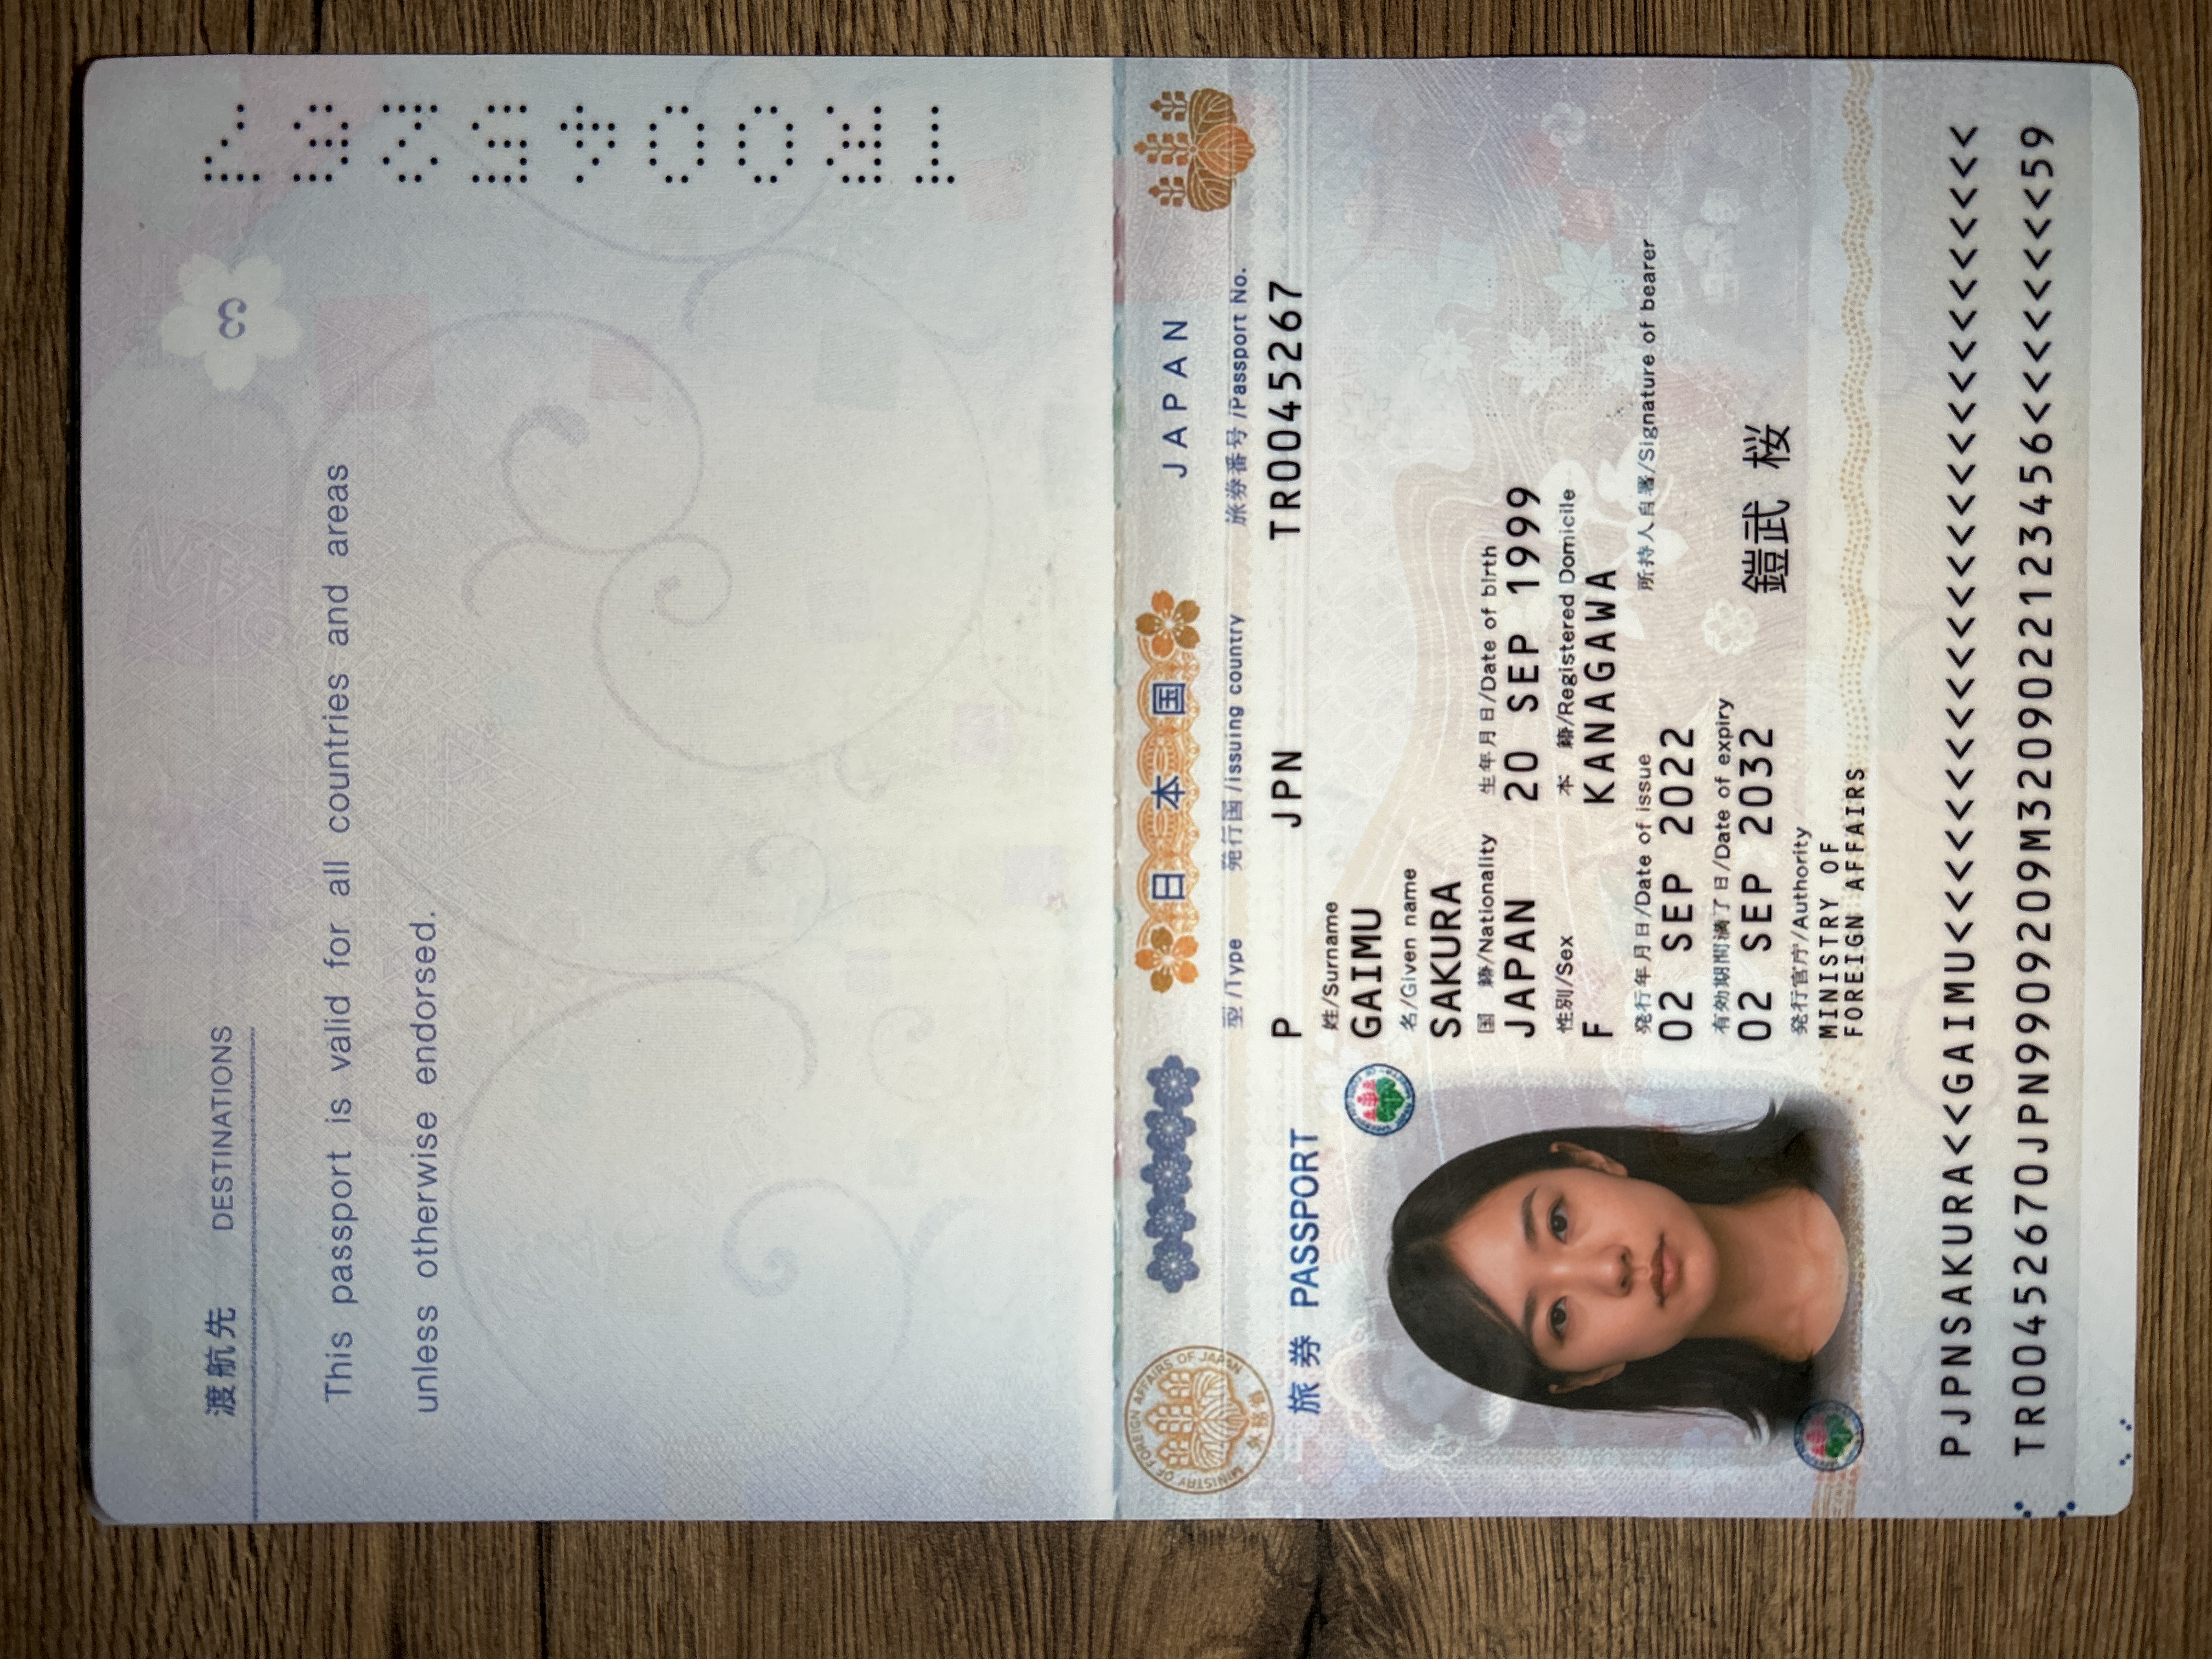 渡航先 DESTINATIONS
3
This passport is valid for all countries and areas
unless otherwise endorsed.
TR0045267
MINISTRY OF FOREIGN AFFAIRS OF JAPAN
外務省
日本国 JAPAN
型/Type 発行国/Issuing country 旅券番号/Passport No.
旅券 PASSPORT
P JPN TR0045267
姓/Surname
GAIMU
名/Given name
SAKURA
国 籍/Nationality 生年月日/Date of birth
JAPAN 20 SEP 1999
性別/Sex 本 籍/Registered Domicile
F KANAGAWA
発行年月日/Date of issue 所持人自署/Signature of bearer
02 SEP 2022
有効期間満了日/Date of expiry
02 SEP 2032 鎧武 桜
発行官庁/Authority
MINISTRY OF
FOREIGN AFFAIRS
PJPNSAKURA<<GAIMU<<<<<<<<<<<<<<<<<<<<<<<<<<<
TR00452670JPN9909209M3209022123456<<<<<<<<59